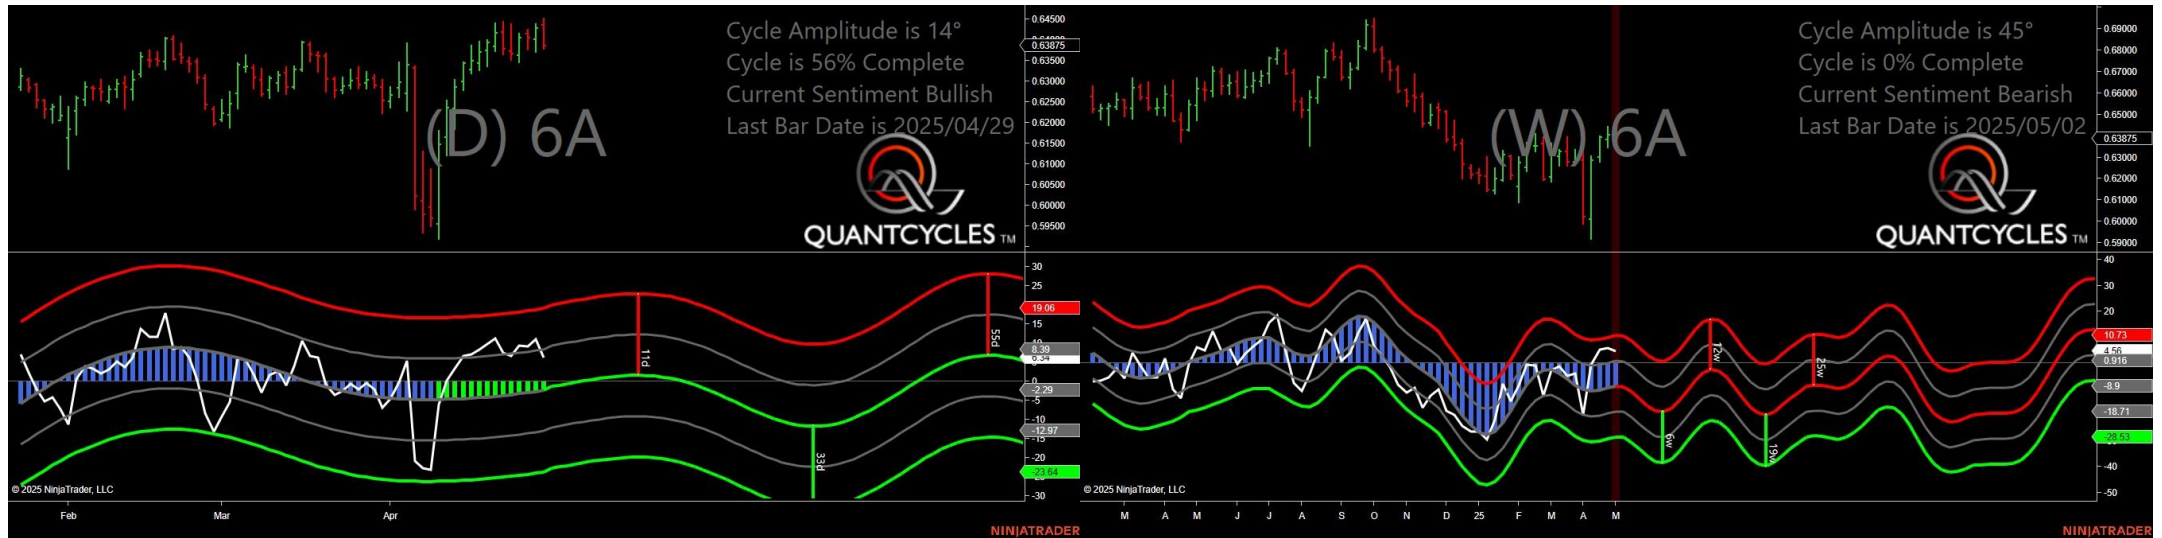 Cycle Amplitude is 14°
Cycle is 56% Complete
Current Sentiment Bullish
Last Bar Date is 2025/04/29
(D) 6A
QUANTCYCLES TM
0.64500
0.63875
0.63500
0.63000
0.62500
0.62000
0.61500
0.61000
0.60500
0.60000
0.59500
30
25
19.06
15
8.39
6.34
0
-2.29
-5
-10
-12.97
-15
-20
-23.64
-30
11d
33d
55d
© 2025 NinjaTrader, LLC
Feb Mar Apr
NINJATRADER
Cycle Amplitude is 45°
Cycle is 0% Complete
Current Sentiment Bearish
Last Bar Date is 2025/05/02
(W) 6A
QUANTCYCLES TM
0.69000
0.68000
0.67000
0.66000
0.65000
0.63875
0.63000
0.62000
0.61000
0.60000
0.59000
40
30
20
10.73
4.56
0.916
-8.9
-18.71
-28.53
-40
-50
6w
12w
19w
25w
© 2025 NinjaTrader, LLC
M A M J J A S O N D 25 F M A M
NINJATRADER